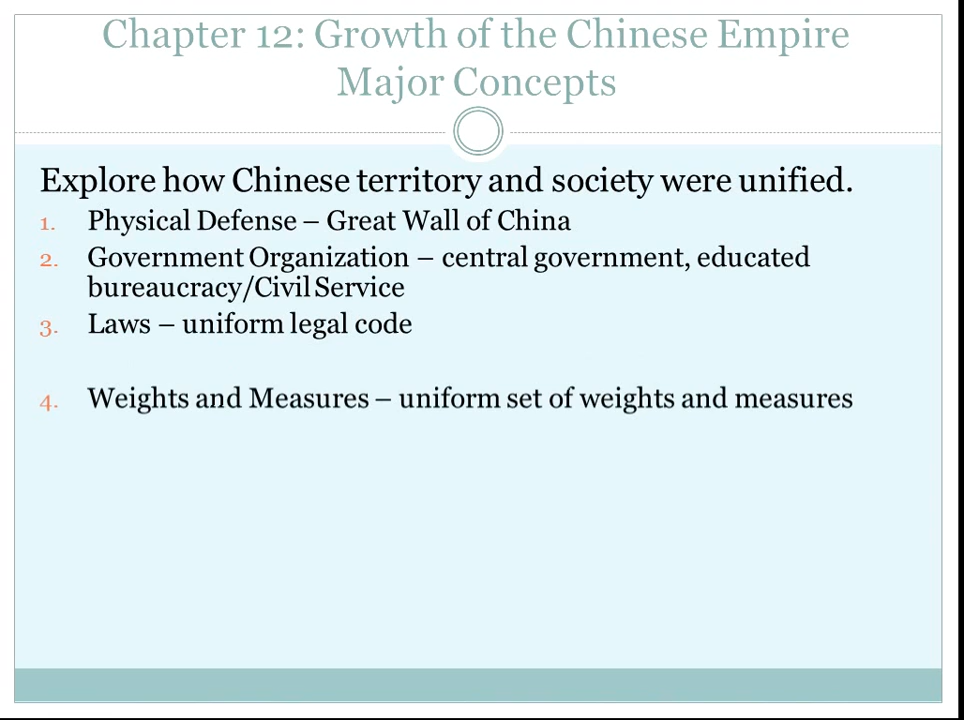 Chapter 12: Growth of the Chinese Empire
Major Concepts
Explore how Chinese territory and society were unified.
1. Physical Defense – Great Wall of China
2. Government Organization – central government, educated
bureaucracy/Civil Service
3. Laws – uniform legal code
4. Weights and Measures – uniform set of weights and measures